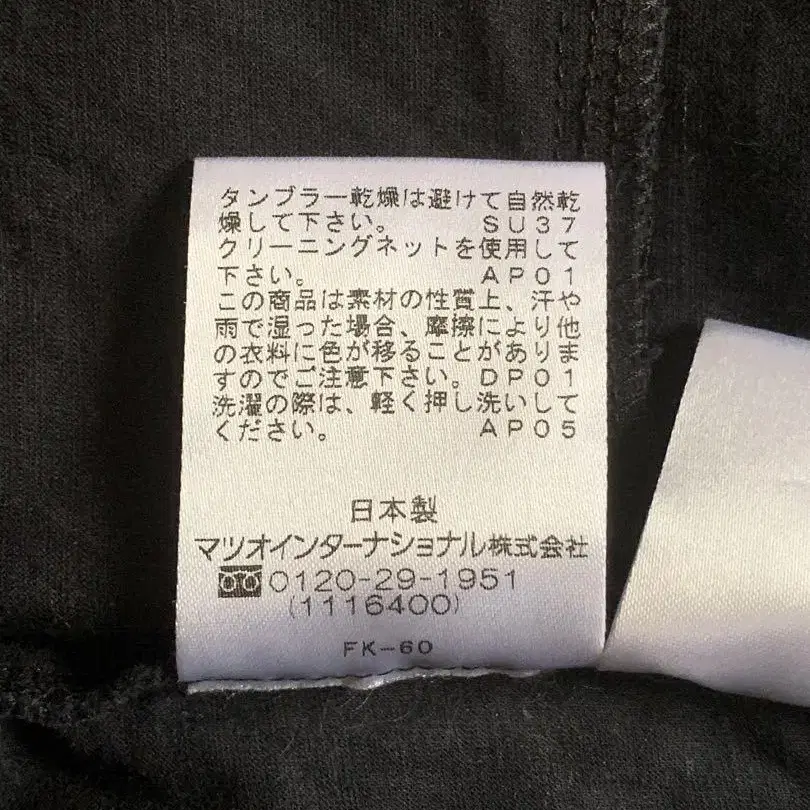 タンブラー乾燥は避けて自然乾
燥して下さい。 SU37
クリーニングネットを使用して
下さい。 AP01
この商品は素材の性質上、汗や
雨で湿った場合、摩擦により他
の衣料に色が移ることがありま
すのでご注意下さい。DP01
洗濯の際は、軽く押し洗いして
ください。 AP05
日本製
マツオインターナショナル株式会社
0120-29-1951
(1116400)
FK-60